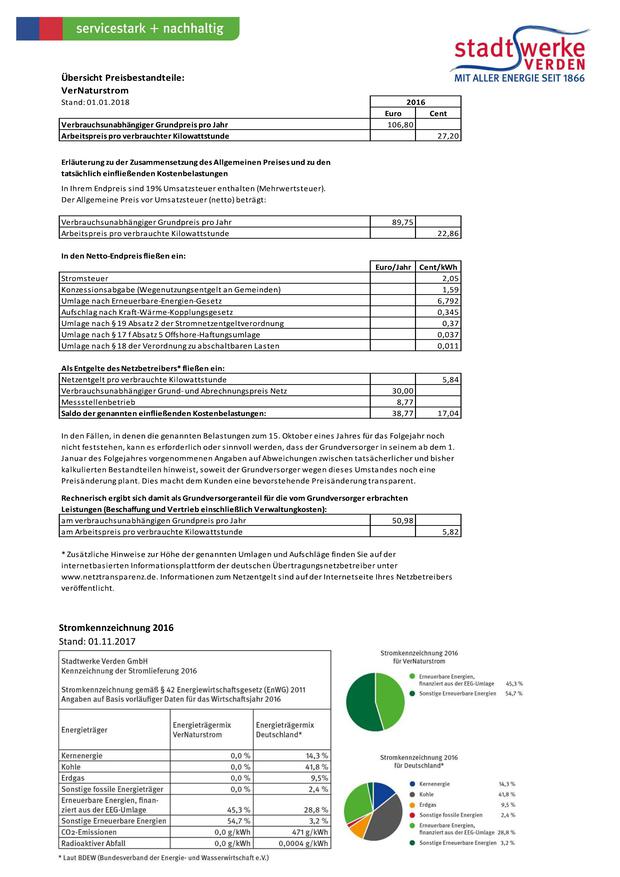 servicestark + nachhaltig
stadtwerke
VERDEN
MIT ALLER ENERGIE SEIT 1866
Übersicht Preisbestandteile:
VerNaturstrom
Stand: 01.01.2018
2016
Euro Cent
Verbrauchsunabhängiger Grundpreis pro Jahr 106,80
Arbeitspreis pro verbrauchter Kilowattstunde 27,20
Erläuterung zu der Zusammensetzung des Allgemeinen Preises und zu den
tatsächlich einfließenden Kostenbelastungen
In Ihrem Endpreis sind 19% Umsatzsteuer enthalten (Mehrwertsteuer).
Der Allgemeine Preis vor Umsatzsteuer (netto) beträgt:
Verbrauchsunabhängiger Grundpreis pro Jahr 89,75
Arbeitspreis pro verbrauchte Kilowattstunde 22,86
In den Netto-Endpreis fließen ein:
Euro/Jahr Cent/kWh
Stromsteuer 2,05
Konzessionsabgabe (Wegenutzungsentgelt an Gemeinden) 1,59
Umlage nach Erneuerbare-Energien-Gesetz 6,792
Aufschlag nach Kraft-Wärme-Kopplungsgesetz 0,345
Umlage nach § 19 Absatz 2 der Stromnetzentgeltverordnung 0,37
Umlage nach § 17 f Absatz 5 Offshore-Haftungsumlage 0,037
Umlage nach § 18 der Verordnung zu abschaltbaren Lasten 0,011
Als Entgelte des Netzbetreibers* fließen ein:
Netzentgelt pro verbrauchte Kilowattstunde 5,84
Verbrauchsunabhängiger Grund- und Abrechnungspreis Netz 30,00
Messstellenbetrieb 8,77
Saldo der genannten einfließenden Kostenbelastungen: 38,77 17,04
In den Fällen, in denen die genannten Belastungen zum 15. Oktober eines Jahres für das Folgejahr noch
nicht feststehen, kann es erforderlich oder sinnvoll werden, dass der Grundversorger in seinem ab dem 1.
Januar des Folgejahres vorgenommenen Angaben auf Abweichungen zwischen tatsächerlicher und bisher
kalkulierten Bestandteilen hinweist, soweit der Grundversorger wegen dieses Umstandes noch eine
Preisänderung plant. Dies macht dem Kunden eine bevorstehende Preisänderung transparent.
Rechnerisch ergibt sich damit als Grundversorgeranteil für die vom Grundversorger erbrachten
Leistungen (Beschaffung und Vertrieb einschließlich Verwaltungkosten):
am verbrauchsunabhängigen Grundpreis pro Jahr 50,98
am Arbeitspreis pro verbrauchte Kilowattstunde 5,82
* Zusätzliche Hinweise zur Höhe der genannten Umlagen und Aufschläge finden Sie auf der
internetbasierten Informationsplattform der deutschen Übertragungsnetzbetreiber unter
www.netztransparenz.de. Informationen zum Netzentgelt sind auf der Internetseite Ihres Netzbetreibers
veröffentlicht.
Stromkennzeichnung 2016
Stand: 01.11.2017
Stadtwerke Verden GmbH
Kennzeichnung der Stromlieferung 2016
Stromkennzeichnung gemäß § 42 Energiewirtschaftsgesetz (EnWG) 2011
Angaben auf Basis vorläufiger Daten für das Wirtschaftsjahr 2016
Energieträger Energieträgermix VerNaturstrom Energieträgermix Deutschland*
Kernenergie 0,0 % 14,3 %
Kohle 0,0 % 41,8 %
Erdgas 0,0 % 9,5%
Sonstige fossile Energieträger 0,0 % 2,4 %
Erneuerbare Energien, finan-
ziert aus der EEG-Umlage 45,3 % 28,8 %
Sonstige Erneuerbare Energien 54,7 % 3,2 %
CO2-Emissionen 0,0 g/kWh 471 g/kWh
Radioaktiver Abfall 0,0 g/kWh 0,0004 g/kWh
* Laut BDEW (Bundesverband der Energie- und Wasserwirtschaft e.V.)
Stromkennzeichnung 2016
für VerNaturstrom
Erneuerbare Energien,
finanziert aus der EEG-Umlage 45,3 %
Sonstige Erneuerbare Energien 54,7 %
Stromkennzeichnung 2016
für Deutschland*
Kernenergie 14,3 %
Kohle 41,8 %
Erdgas 9,5 %
Sonstige fossile Energieträger 2,4 %
Erneuerbare Energien,
finanziert aus der EEG-Umlage 28,8 %
Sonstige Erneuerbare Energien 3,2 %